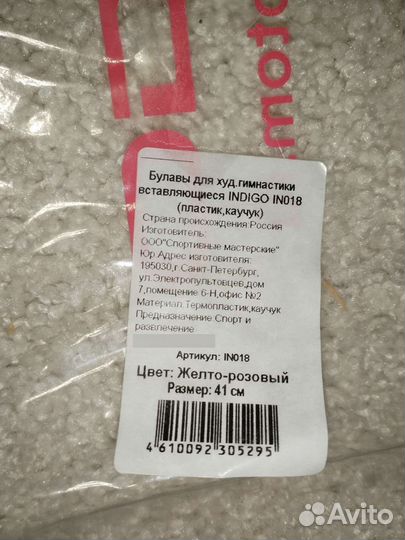 .moto
Булавы для худ.гимнастики
вставляющиеся INDIGO IN018
(пластик,каучук)
Страна происхождения Россия
Изготовитель:
ООО"Спортивные мастерские"
Юр.Адрес изготовителя:
195030,г.Санкт-Петербург,
ул.Электропультовцев,дом
7,помещение 6-Н,офис №2
Материал:Термопластик,каучук
Предназначение Спорт и
развлечение
Артикул: IN018
Цвет: Желто-розовый
Размер: 41 см
4 610092 305295
Avito